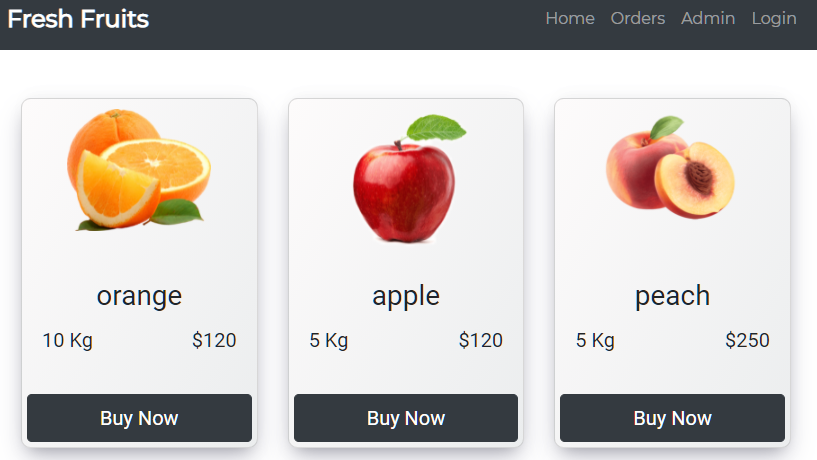 Fresh Fruits Home Orders Admin Login
orange apple peach
10 Kg $120 5 Kg $120 5 Kg $250
Buy Now Buy Now Buy Now